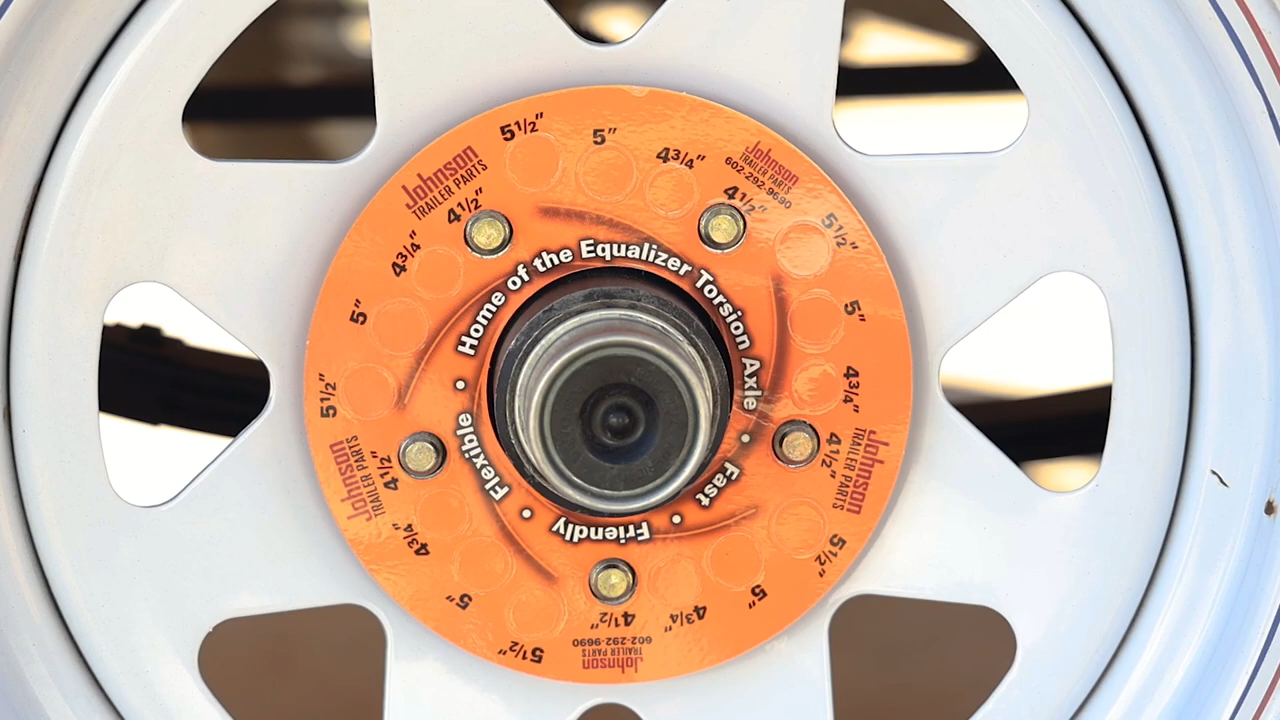 5½"
5"
4¾"
Johnson
TRAILER PARTS
602-292-9690
4½"
5½"
5"
4¾"
4½"
Johnson
TRAILER PARTS
5½"
5"
4¾"
4½"
Johnson
TRAILER PARTS
602-292-9690
5½"
5"
4¾"
4½"
Johnson
TRAILER PARTS
5½"
5"
4¾"
4½"
Johnson
TRAILER PARTS
Home of the Equalizer Torsion Axle • Fast • Friendly • Flexible •